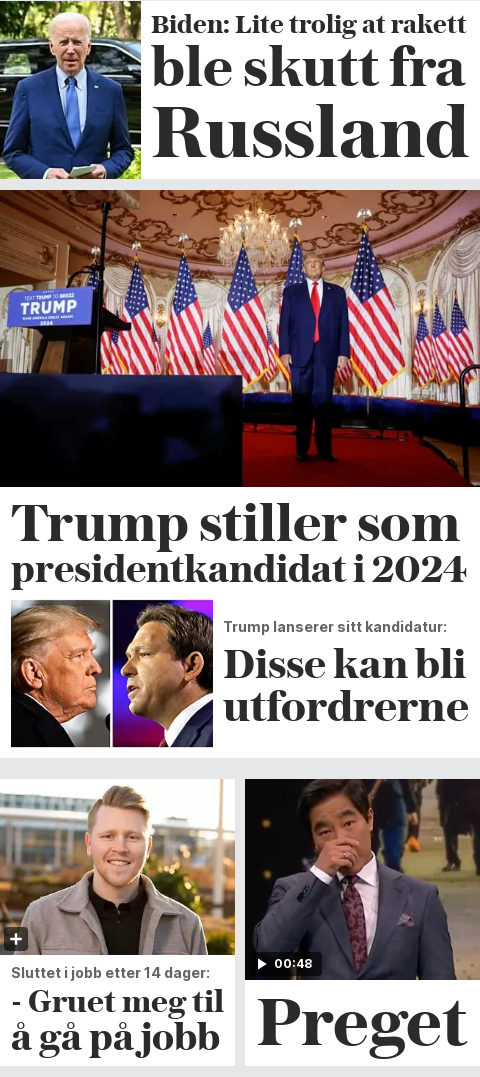 Biden: Lite trolig at rakett
ble skutt fra
Russland
TEXT TRUMP TO 88022
TRUMP
MAKE AMERICA GREAT AGAIN!
2024
Trump stiller som
presidentkandidat i 2024
Trump lanserer sitt kandidatur:
Disse kan bli
utfordrerne
00:48
Sluttet i jobb etter 14 dager:
- Gruet meg til
å gå på jobb
Preget